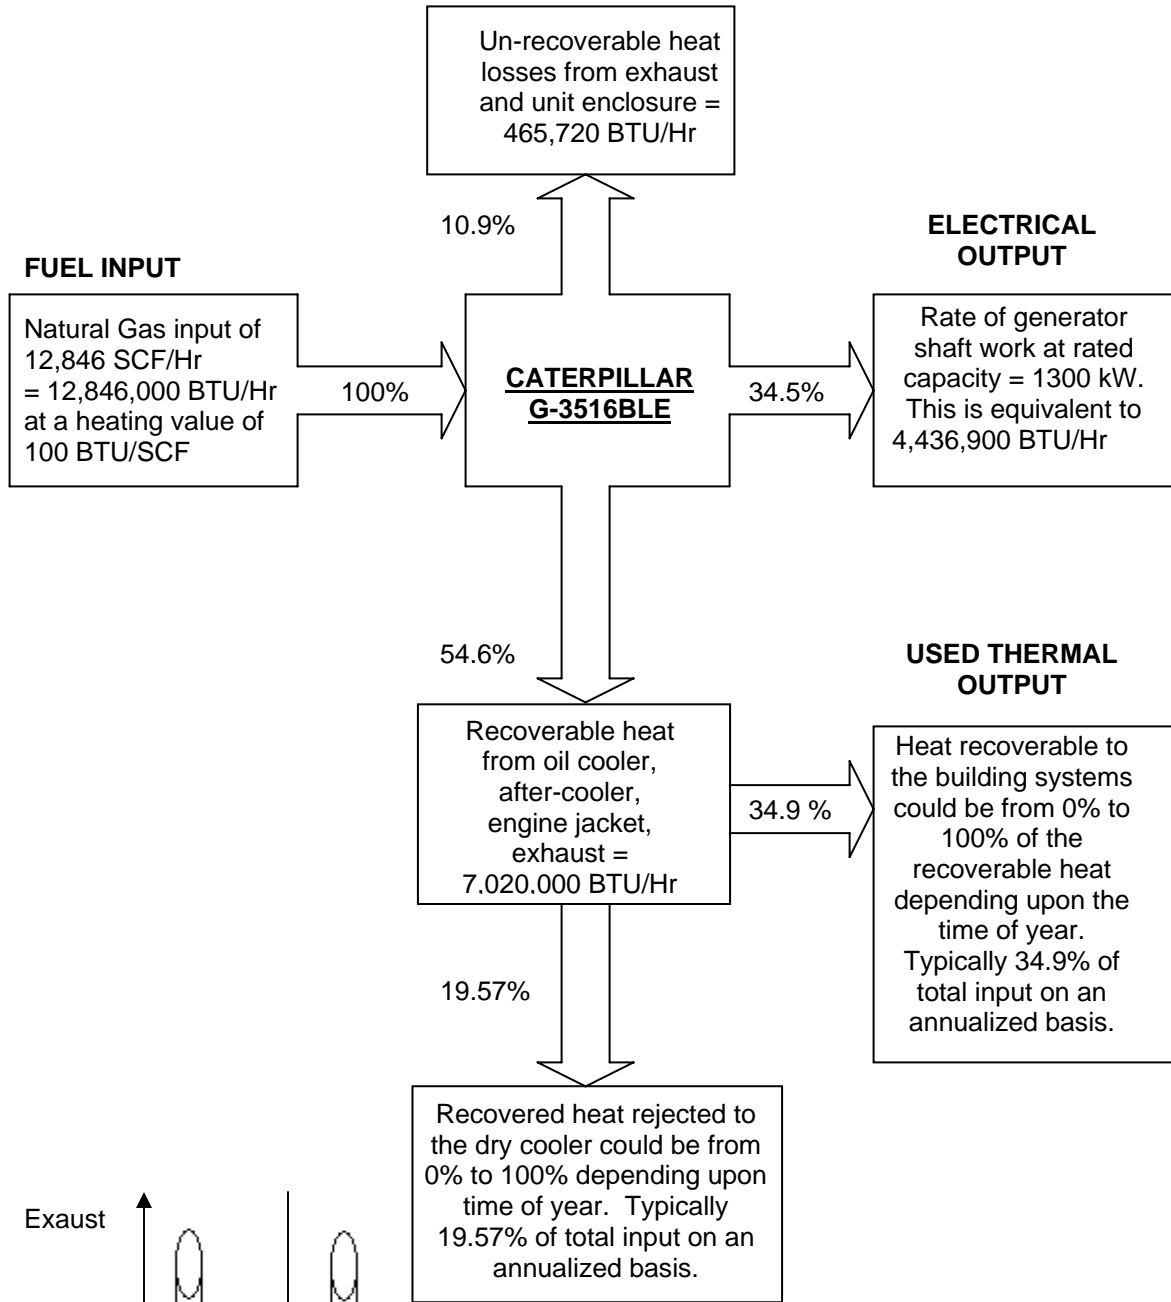 Un-recoverable heat
losses from exhaust
and unit enclosure =
465,720 BTU/Hr
10.9%
ELECTRICAL
OUTPUT
FUEL INPUT
Natural Gas input of
12,846 SCF/Hr
= 12,846,000 BTU/Hr
at a heating value of
100 BTU/SCF
100%
CATERPILLAR
G-3516BLE
34.5%
Rate of generator
shaft work at rated
capacity = 1300 kW.
This is equivalent to
4,436,900 BTU/Hr
54.6%
USED THERMAL
OUTPUT
Recoverable heat
from oil cooler,
after-cooler,
engine jacket,
exhaust =
7,020,000 BTU/Hr
34.9 %
Heat recoverable to
the building systems
could be from 0% to
100% of the
recoverable heat
depending upon the
time of year.
Typically 34.9% of
total input on an
annualized basis.
19.57%
Recovered heat rejected to
the dry cooler could be from
0% to 100% depending upon
time of year. Typically
19.57% of total input on an
annualized basis.
Exaust